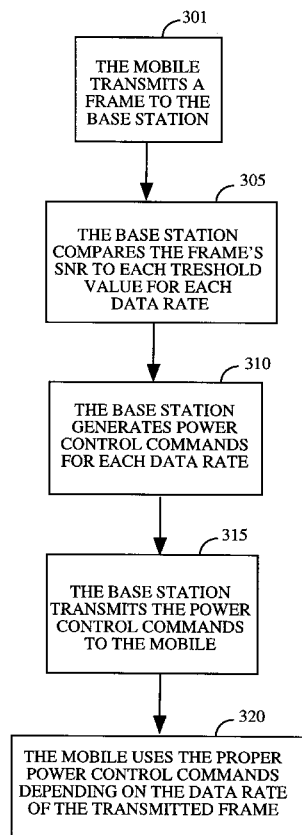 301
THE MOBILE
TRANSMITS A
FRAME TO THE
BASE STATION
305
THE BASE STATION
COMPARES THE FRAME'S
SNR TO EACH TRESHOLD
VALUE FOR EACH
DATA RATE
310
THE BASE STATION
GENERATES POWER
CONTROL COMMANDS
FOR EACH DATA RATE
315
THE BASE STATION
TRANSMITS THE POWER
CONTROL COMMANDS
TO THE MOBILE
320
THE MOBILE USES THE PROPER
POWER CONTROL COMMANDS
DEPENDING ON THE DATA RATE
OF THE TRANSMITTED FRAME